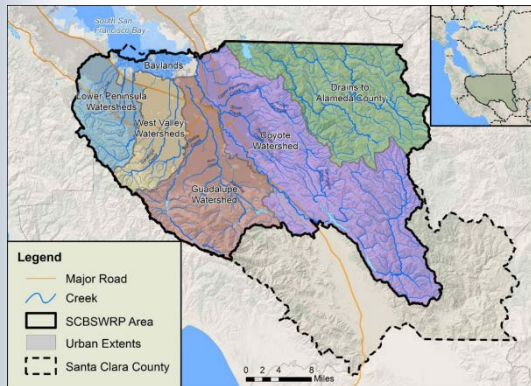 South San
Francisco Bay
Baylands
Lower Peninsula
Watersheds
West Valley
Watersheds
Drains to
Alameda County
Coyote
Watershed
Guadalupe
Watershed
Legend
Major Road
Creek
SCBSWRP Area
Urban Extents
Santa Clara County
0 2 4 8
Miles